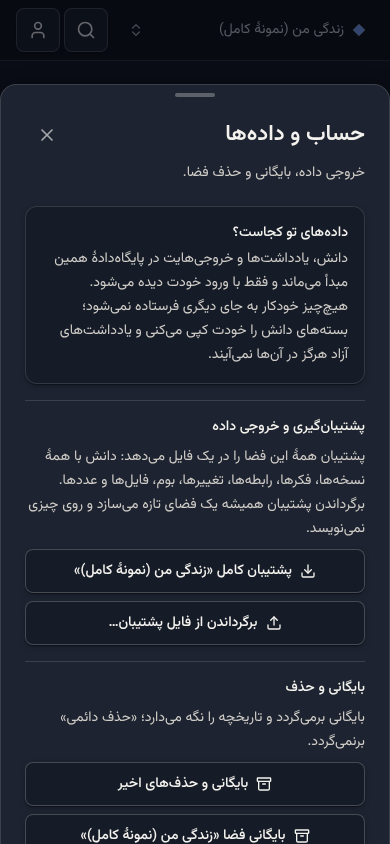 زندگی من (نمونهٔ کامل)
حساب و داده‌ها
خروجی داده، بایگانی و حذف فضا.
داده‌های تو کجاست؟
دانش، یادداشت‌ها و خروجی‌هایت در پایگاه‌دادهٔ همین
مبدأ می‌ماند و فقط با ورود خودت دیده می‌شود.
هیچ‌چیز خودکار به جای دیگری فرستاده نمی‌شود؛
بسته‌های دانش را خودت کپی می‌کنی و یادداشت‌های
آزاد هرگز در آن‌ها نمی‌آیند.
پشتیبان‌گیری و خروجی داده
پشتیبان همهٔ این فضا را در یک فایل می‌دهد: دانش با همهٔ
نسخه‌ها، فکرها، رابطه‌ها، تغییرها، بوم، فایل‌ها و عددها.
برگرداندن پشتیبان همیشه یک فضای تازه می‌سازد و روی چیزی
نمی‌نویسد.
پشتیبان کامل «زندگی من (نمونهٔ کامل)»
برگرداندن از فایل پشتیبان…
بایگانی و حذف
بایگانی برمی‌گردد و تاریخچه را نگه می‌دارد؛ «حذف دائمی»
برنمی‌گردد.
بایگانی و حذف‌های اخیر
بایگانی فضا «زندگی من (نمونهٔ کامل)»